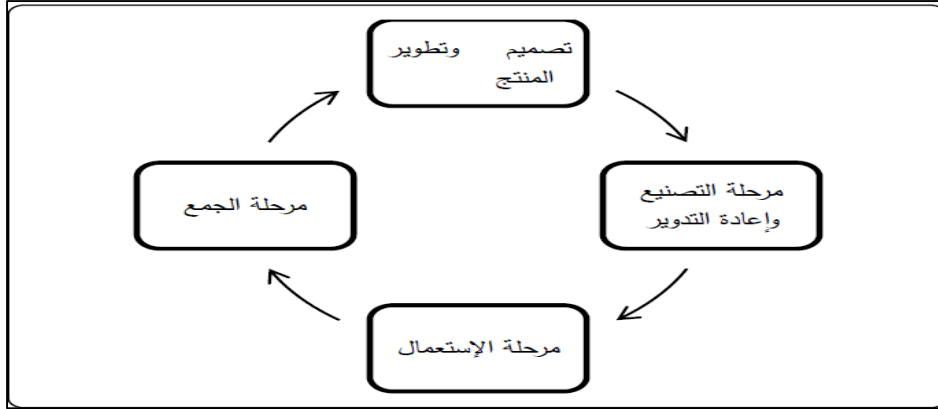 تصميم وتطوير
المنتج
مرحلة التصنيع
وإعادة التدوير
مرحلة الإستعمال
مرحلة الجمع